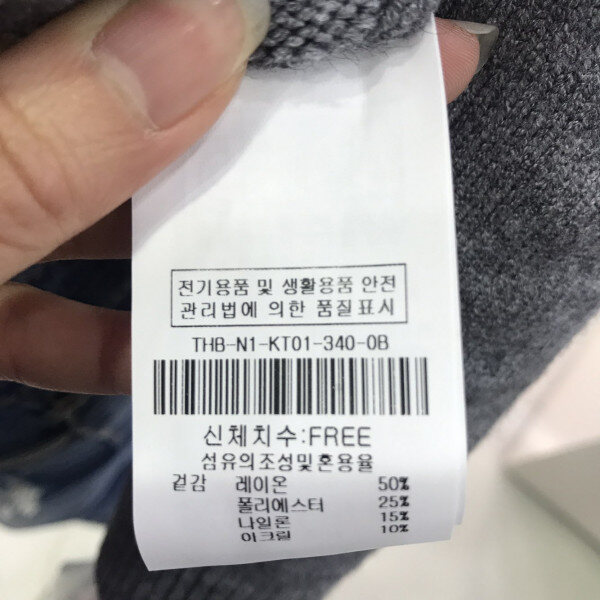 전기용품 및 생활용품 안전
관리법에 의한 품질표시
THB-N1-KT01-340-0B
신체치수:FREE
섬유의조성및혼용율
겉감 레이온 50%
폴리에스터 25%
나일론 15%
아크릴 10%